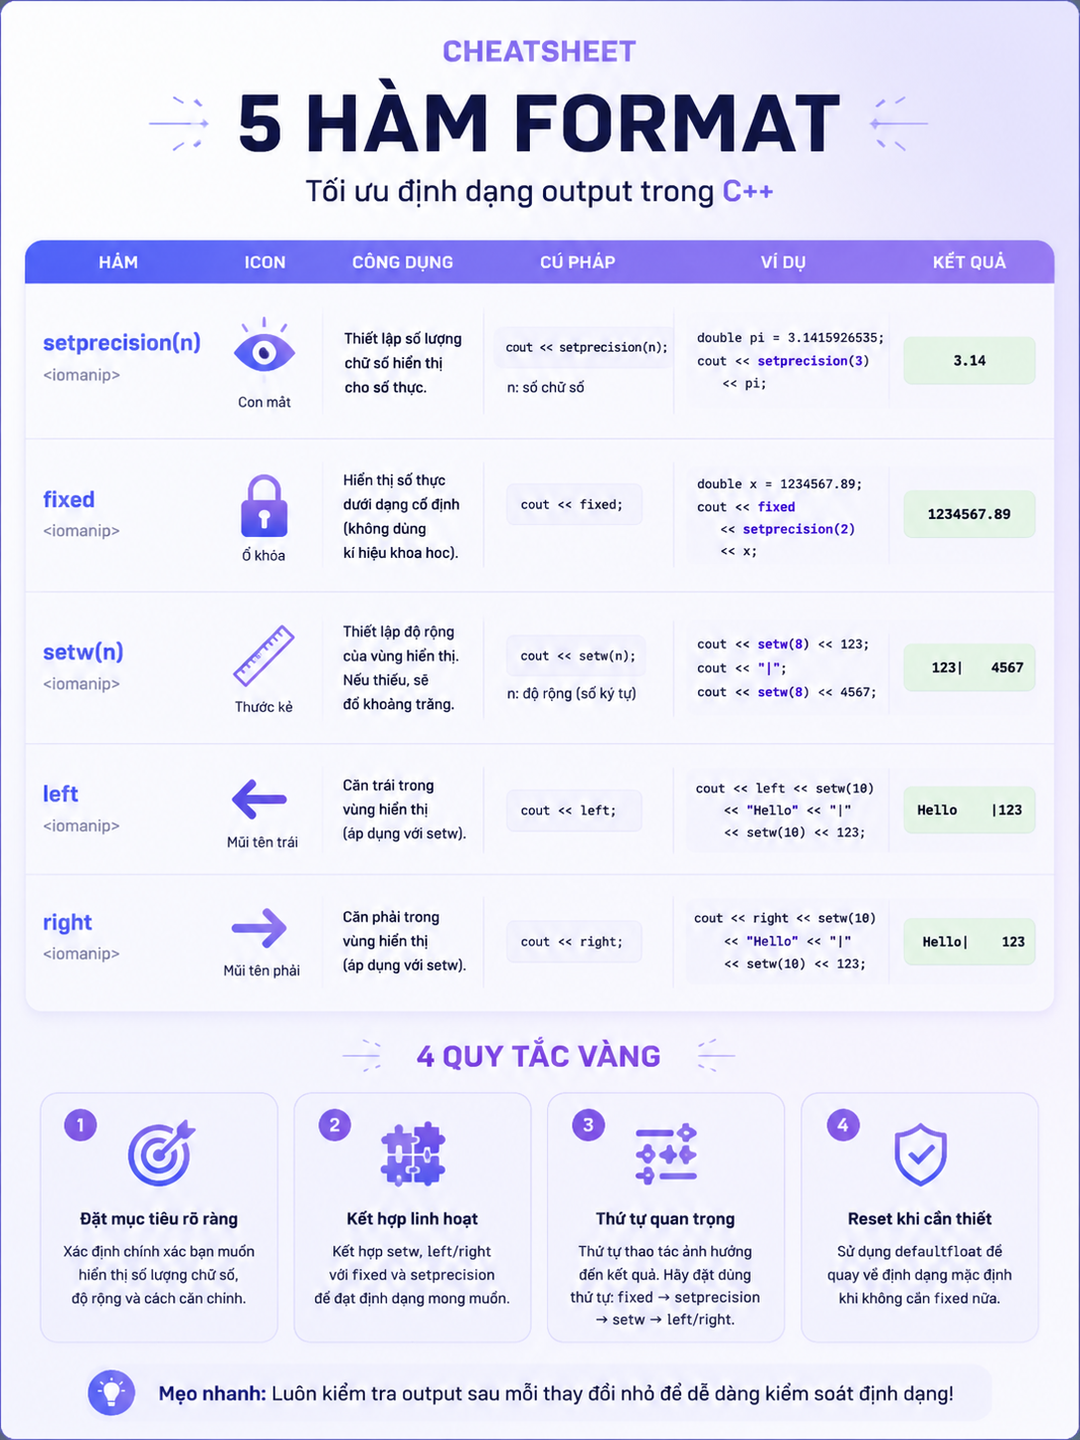 CHEATSHEET
5 HÀM FORMAT
Tối ưu định dạng output trong C++
HÀM ICON CÔNG DỤNG CÚ PHÁP VÍ DỤ KẾT QUẢ
setprecision(n)
<iomanip>
Con mắt
Thiết lập số lượng
chữ số hiển thị
cho số thực.
cout << setprecision(n);
n: số chữ số
double pi = 3.1415926535;
cout << setprecision(3)
<< pi;
3.14
fixed
<iomanip>
Ổ khóa
Hiển thị số thực
dưới dạng cố định
(không dùng
kí hiệu khoa học).
cout << fixed;
double x = 1234567.89;
cout << fixed
<< setprecision(2)
<< x;
1234567.89
setw(n)
<iomanip>
Thước kẻ
Thiết lập độ rộng
của vùng hiển thị.
Nếu thiếu, sẽ
đổ khoảng trắng.
cout << setw(n);
n: độ rộng (số ký tự)
cout << setw(8) << 123;
cout << "|";
cout << setw(8) << 4567;
123|   4567
left
<iomanip>
Mũi tên trái
Căn trái trong
vùng hiển thị
(áp dụng với setw).
cout << left;
cout << left << setw(10)
<< "Hello" << "|"
<< setw(10) << 123;
Hello    |123
right
<iomanip>
Mũi tên phải
Căn phải trong
vùng hiển thị
(áp dụng với setw).
cout << right;
cout << right << setw(10)
<< "Hello" << "|"
<< setw(10) << 123;
Hello|    123
4 QUY TẮC VÀNG
1
Đặt mục tiêu rõ ràng
Xác định chính xác bạn muốn
hiển thị số lượng chữ số,
độ rộng và cách căn chỉnh.
2
Kết hợp linh hoạt
Kết hợp setw, left/right
với fixed và setprecision
để đạt định dạng mong muốn.
3
Thứ tự quan trọng
Thứ tự thao tác ảnh hưởng
đến kết quả. Hãy đặt đúng
thứ tự: fixed → setprecision
→ setw → left/right.
4
Reset khi cần thiết
Sử dụng defaultfloat để
quay về định dạng mặc định
khi không cần fixed nữa.
Mẹo nhanh: Luôn kiểm tra output sau mỗi thay đổi nhỏ để dễ dàng kiểm soát định dạng!